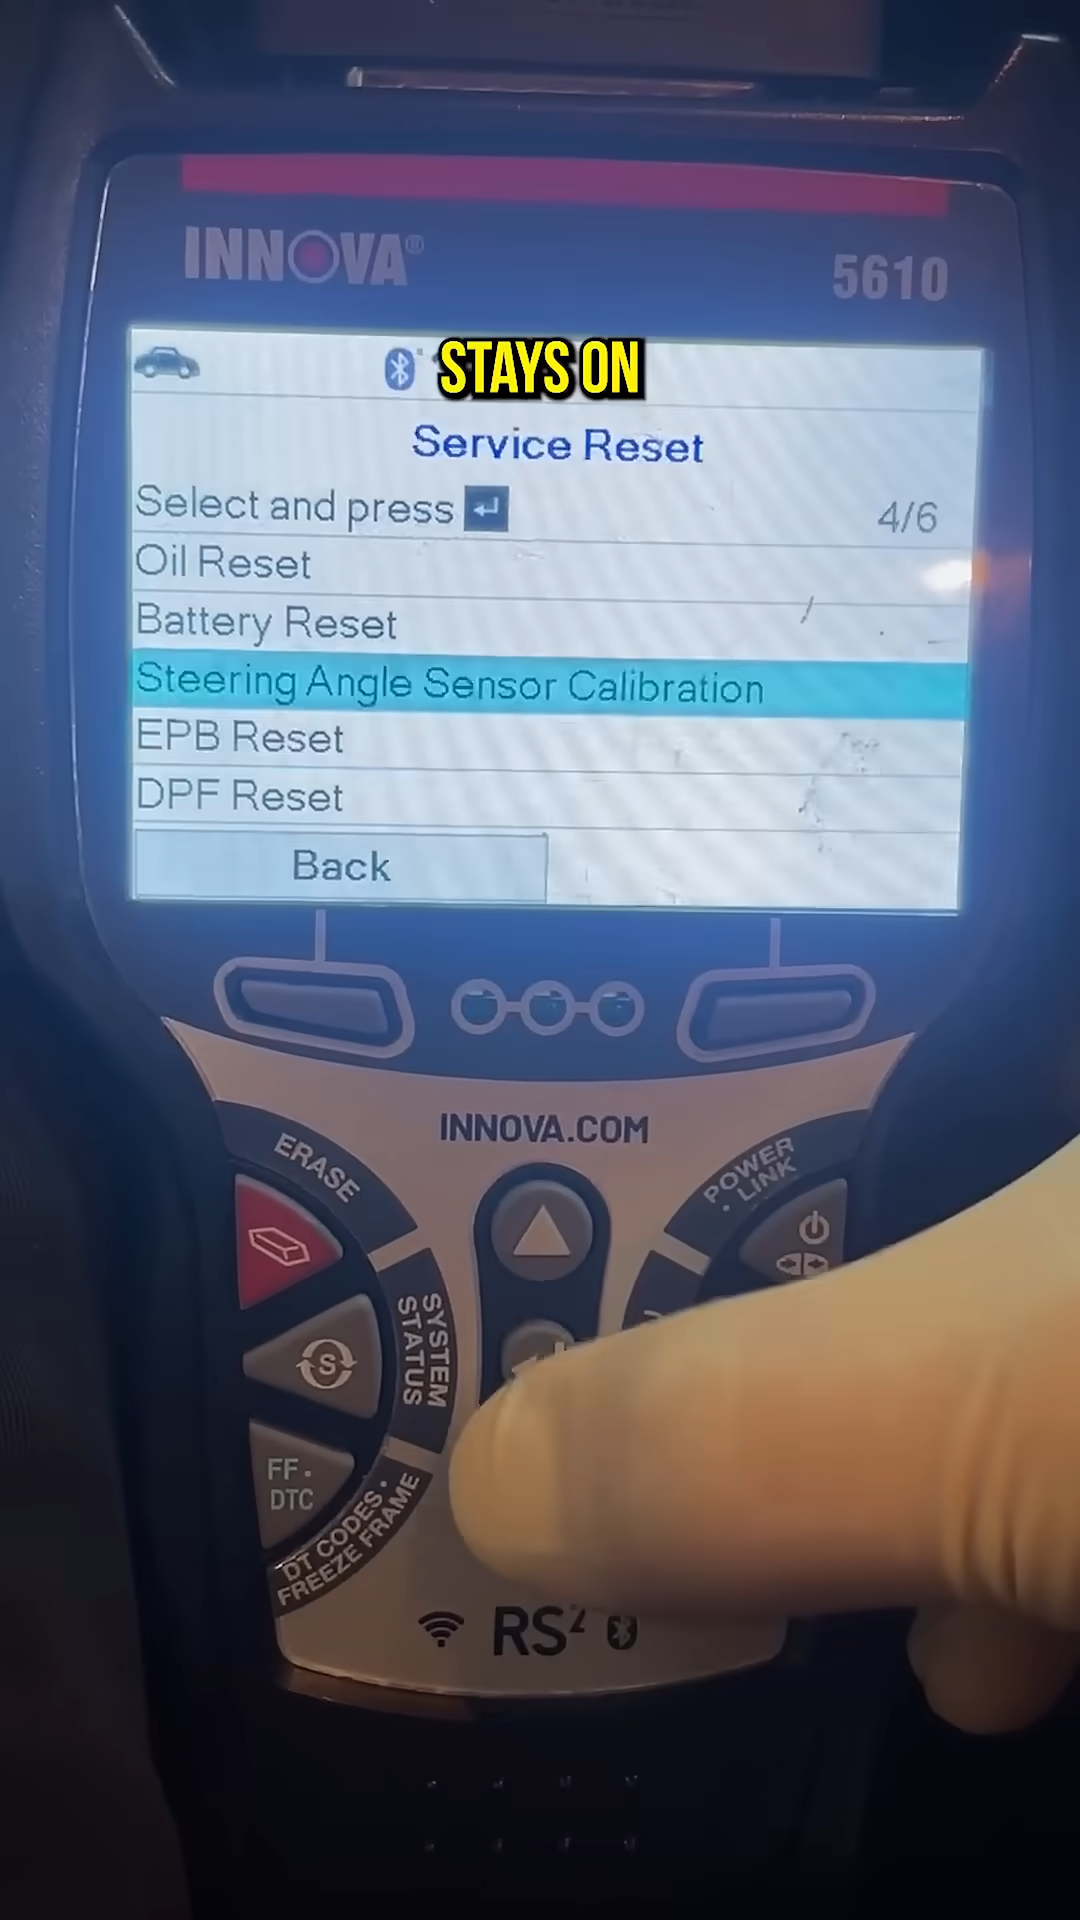 INNOVA®
5610
STAYS ON
Service Reset
Select and press
4/6
Oil Reset
Battery Reset
Steering Angle Sensor Calibration
EPB Reset
DPF Reset
Back
INNOVA.COM
ERASE
POWER
• LINK
SYSTEM
STATUS
S
FF •
DTC
DT CODES •
FREEZE FRAME
RS²